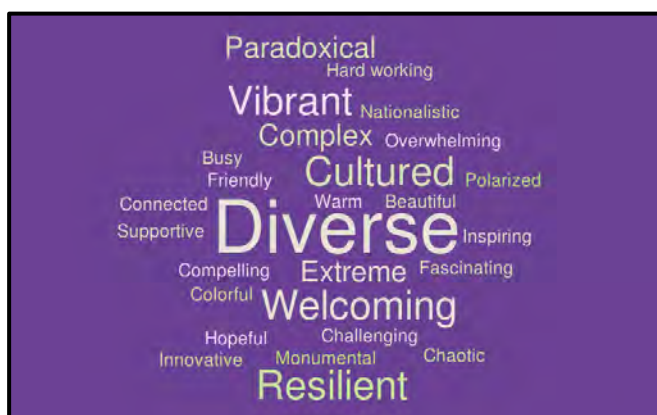 Paradoxical
Hard working
Vibrant
Nationalistic
Complex
Overwhelming
Busy
Cultured
Friendly
Polarized
Connected
Warm
Beautiful
Supportive
Diverse
Inspiring
Compelling
Extreme
Fascinating
Colorful
Welcoming
Hopeful
Challenging
Innovative
Monumental
Chaotic
Resilient